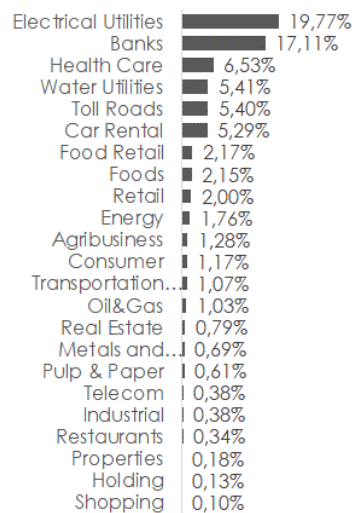 Electrical Utilities 19,77%
Banks 17,11%
Health Care 6,53%
Water Utilities 5,41%
Toll Roads 5,40%
Car Rental 5,29%
Food Retail 2,17%
Foods 2,15%
Retail 2,00%
Energy 1,76%
Agribusiness 1,28%
Consumer 1,17%
Transportation... 1,07%
Oil&Gas 1,03%
Real Estate 0,79%
Metals and... 0,69%
Pulp & Paper 0,61%
Telecom 0,38%
Industrial 0,38%
Restaurants 0,34%
Properties 0,18%
Holding 0,13%
Shopping 0,10%